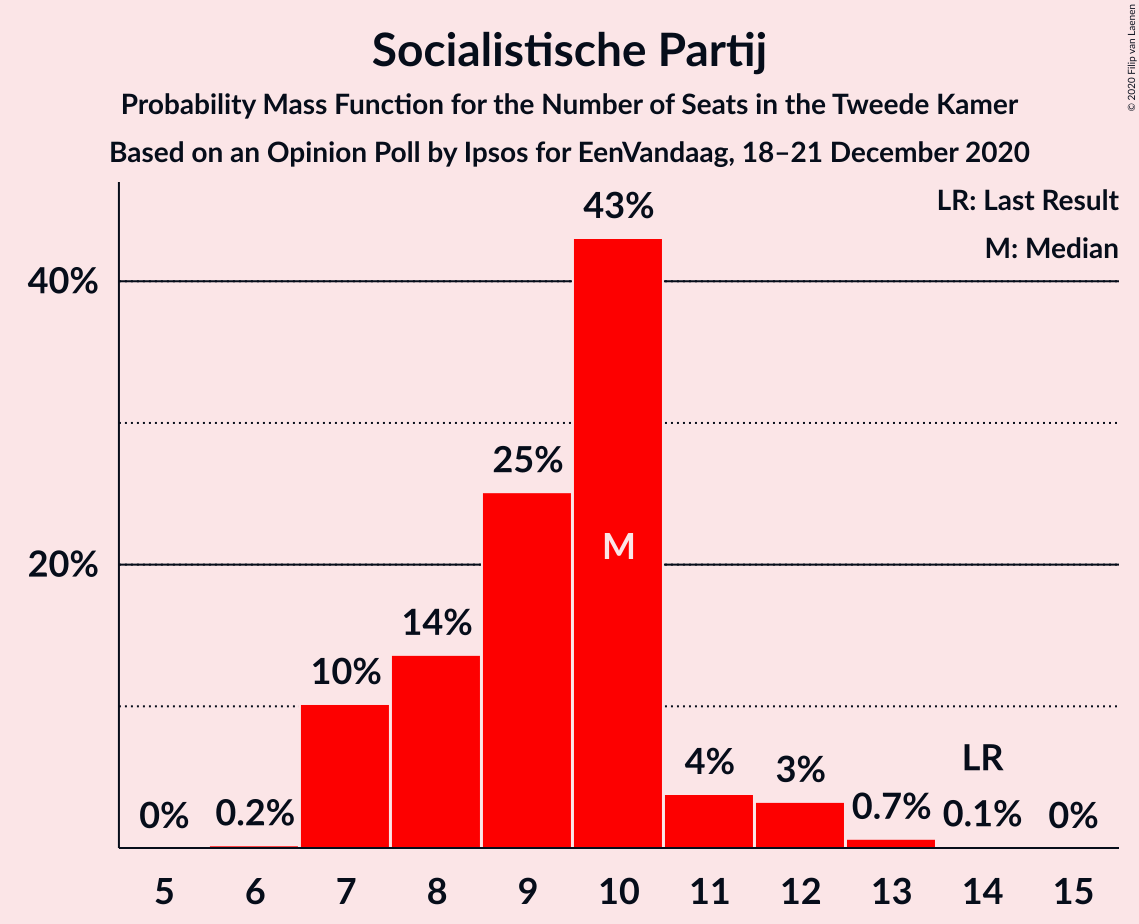 Socialistische Partij
Probability Mass Function for the Number of Seats in the Tweede Kamer
Based on an Opinion Poll by Ipsos for EenVandaag, 18–21 December 2020
© 2020 Filip van Laenen
LR: Last Result
M: Median
40%
20%
0%
0.2%
10%
14%
25%
43%
M
4%
3%
0.7%
LR
0.1%
0%
5 6 7 8 9 10 11 12 13 14 15